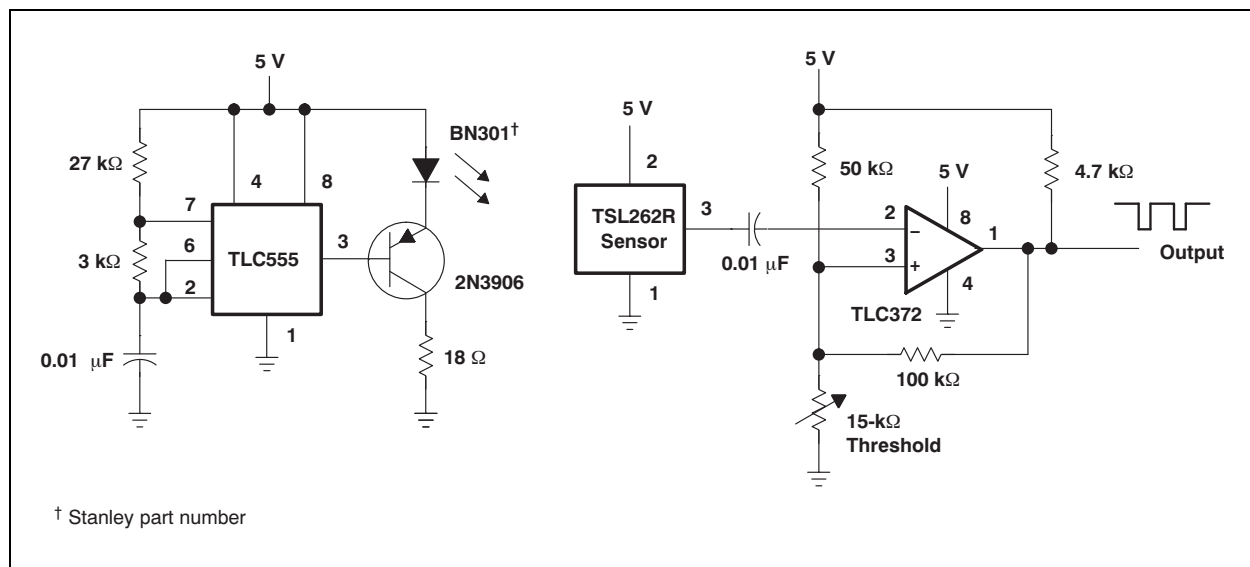 5 V
BN301†
27 kΩ
4
8
7
6
2
TLC555
3
3 kΩ
2N3906
1
0.01 μF
18 Ω
† Stanley part number
5 V
2
TSL262R
Sensor
3
1
0.01 μF
5 V
50 kΩ
4.7 kΩ
5 V
2
8
−
1
3
+
4
TLC372
Output
100 kΩ
15-kΩ
Threshold